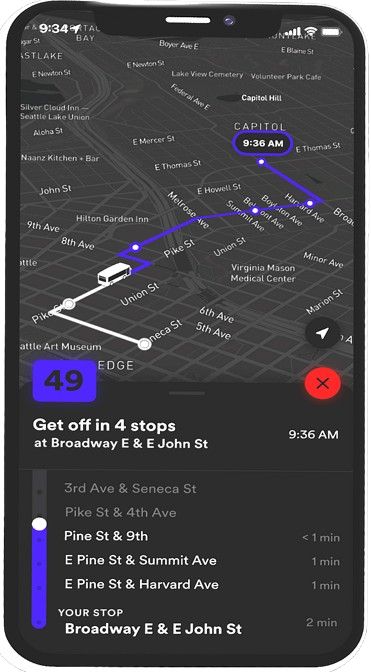 9:34
BAY
Boyer Ave E
E Blaine St
ASTLAKE
E Newton St
E Newton St
Lake View Cemetery
Volunteer Park Cafe
Federal Ave E
Capitol Hill
Silver Cloud Inn —
Seattle Lake Union
Aloha St
CAPITOL
9:36 AM
E Mercer St
E Thomas St
Naanz Kitchen + Bar
E Thomas St
John St
E Howell St
Harvard Ave
Boylston Ave
Belmont Ave
Summit Ave
Broad
Melrose Ave
Hilton Garden Inn
9th Ave
8th Ave
Pike St
Union St
Minor Ave
attle
Virginia Mason
Medical Center
Union St
Marion St
Pike St
6th Ave
5th Ave
neca St
attle Art Museum
EDGE
49
Get off in 4 stops
at Broadway E & E John St
9:36 AM
3rd Ave & Seneca St
Pike St & 4th Ave
Pine St & 9th
< 1 min
E Pine St & Summit Ave
1 min
E Pine St & Harvard Ave
1 min
YOUR STOP
Broadway E & E John St
2 min